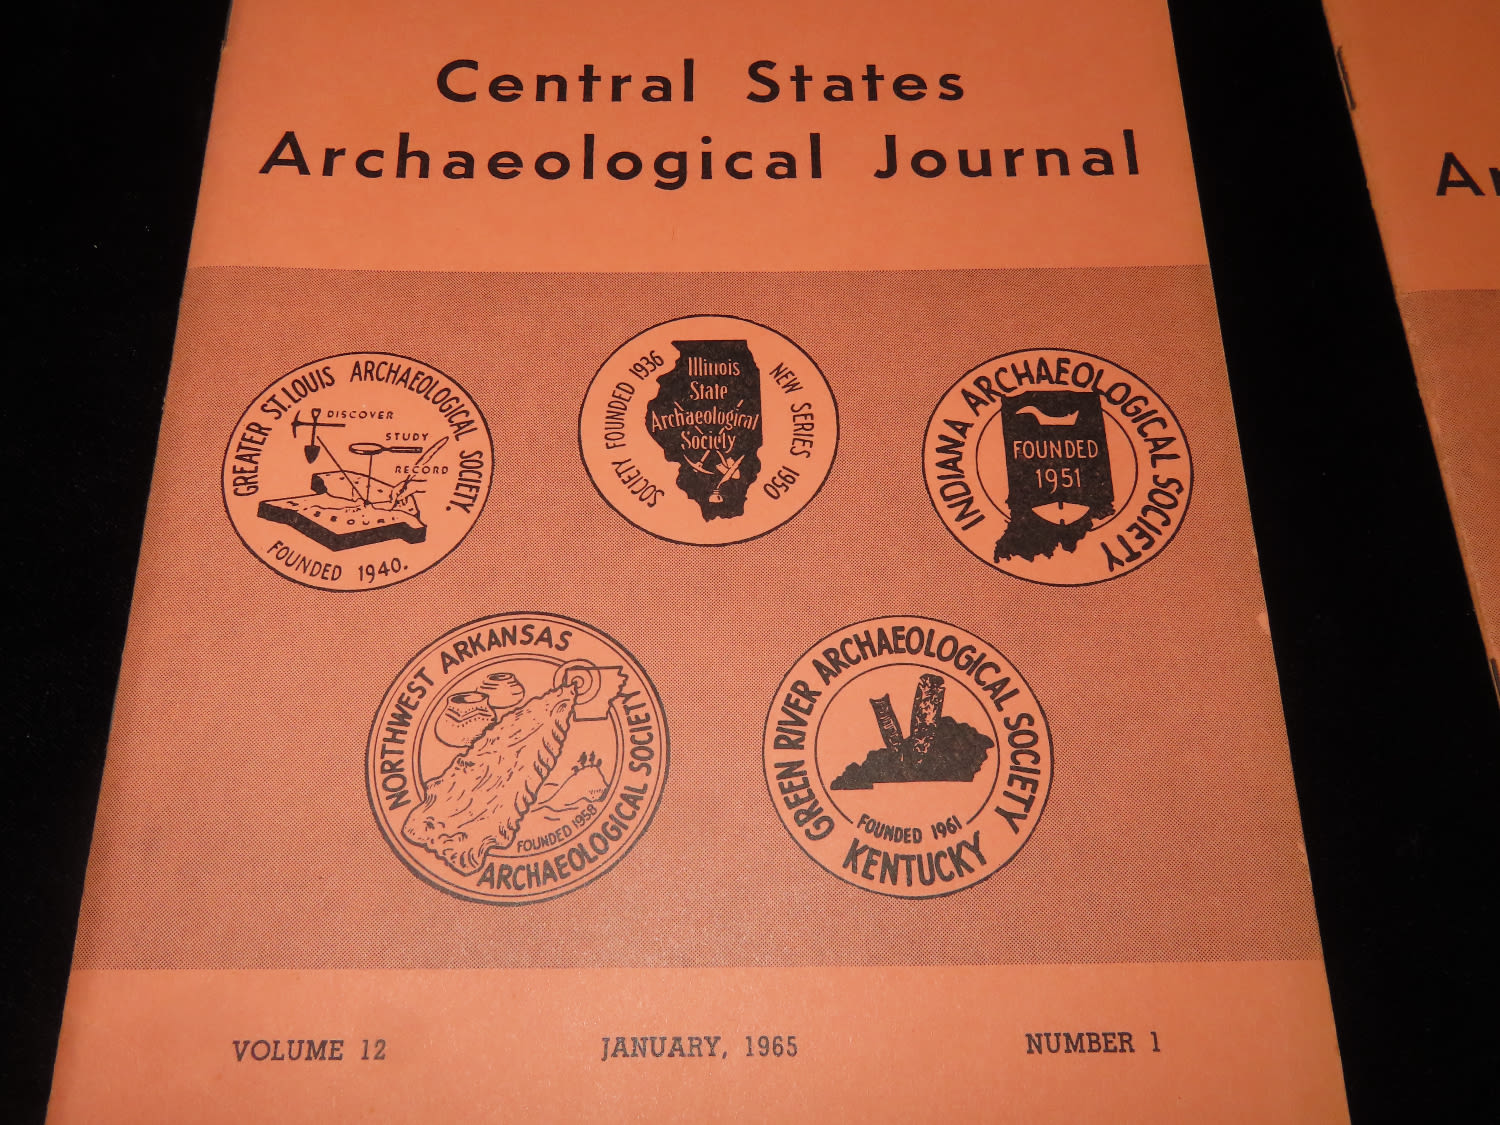 Central States
Archaeological Journal
GREATER ST. LOUIS ARCHAEOLOGICAL SOCIETY.
DISCOVER
STUDY
RECORD
FOUNDED 1940.
SOCIETY FOUNDED 1936
NEW SERIES 1950
Illinois
State
Archaeological
Society
INDIANA ARCHAEOLOGICAL SOCIETY
FOUNDED
1951
NORTHWEST ARKANSAS
ARCHAEOLOGICAL SOCIETY
FOUNDED 1958
GREEN RIVER ARCHAEOLOGICAL SOCIETY
FOUNDED 1961
KENTUCKY
VOLUME 12 JANUARY, 1965 NUMBER 1